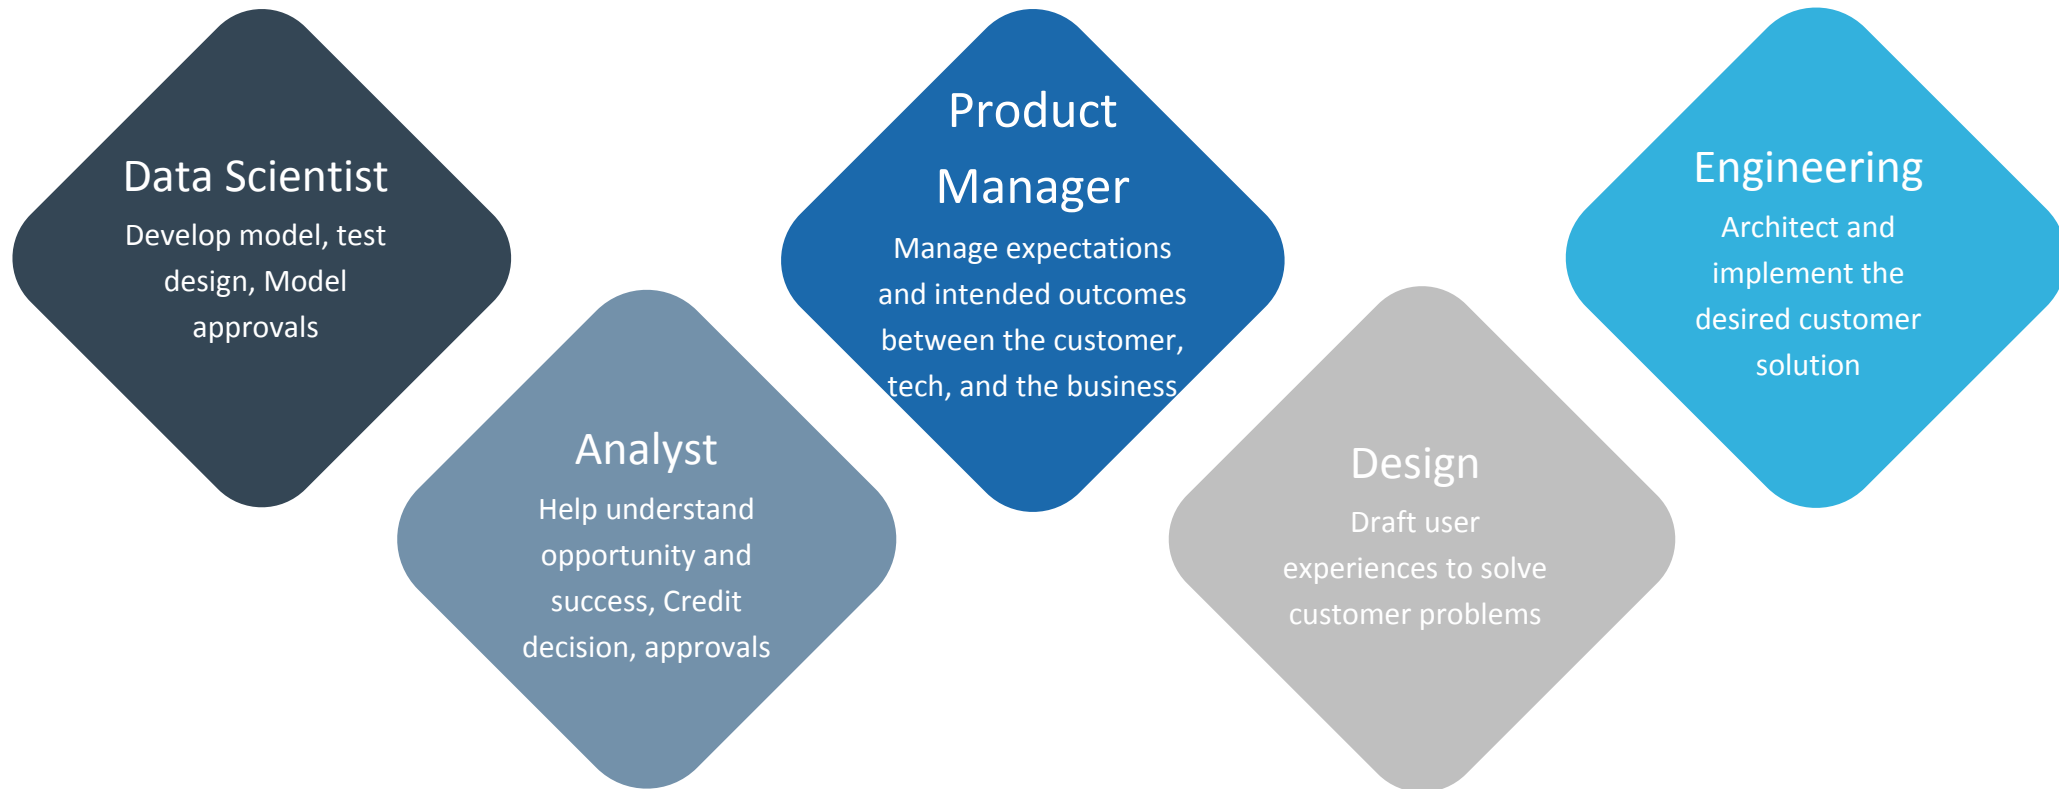 Data Scientist
Develop model, test
design, Model
approvals
Analyst
Help understand
opportunity and
success, Credit
decision, approvals
Product
Manager
Manage expectations
and intended outcomes
between the customer,
tech, and the business
Design
Draft user
experiences to solve
customer problems
Engineering
Architect and
implement the
desired customer
solution